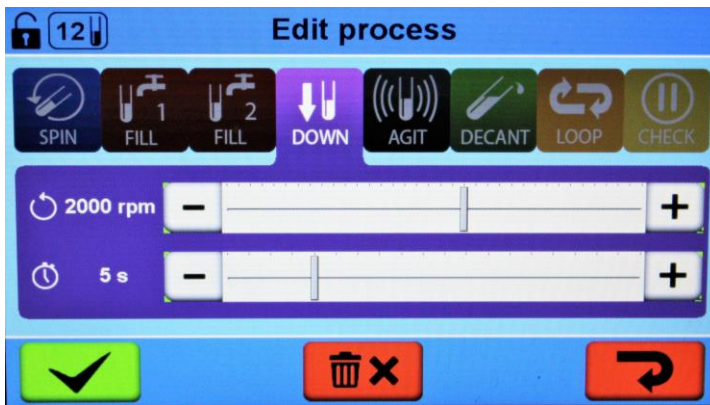 12 Edit process
SPIN 1 FILL 2 FILL DOWN AGIT DECANT LOOP CHECK
2000 rpm - +
5 s - +